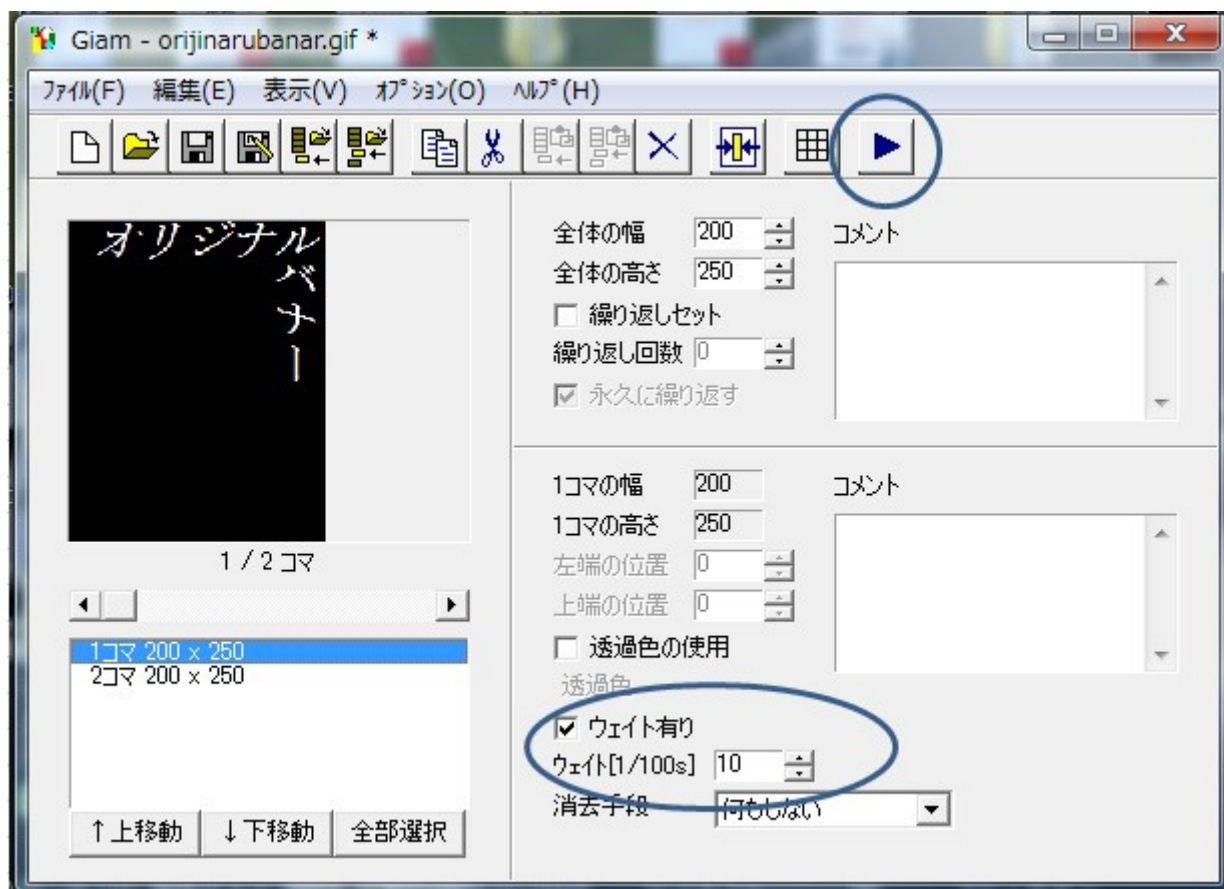 Giam - orijinarubanar.gif *
ファイル(F) 編集(E) 表示(V) オプション(O) ヘルプ(H)
オリジナル
バナー
1 / 2 コマ
1コマ 200 x 250
2コマ 200 x 250
↑上移動 ↓下移動 全部選択
全体の幅 200
全体の高さ 250
繰り返しセット
繰り返し回数 0
永久に繰り返す
コメント
1コマの幅 200
1コマの高さ 250
左端の位置 0
上端の位置 0
透過色の使用
透過色
ウェイト有り
ウェイト[1/100s] 10
消去手段 何もしない
コメント